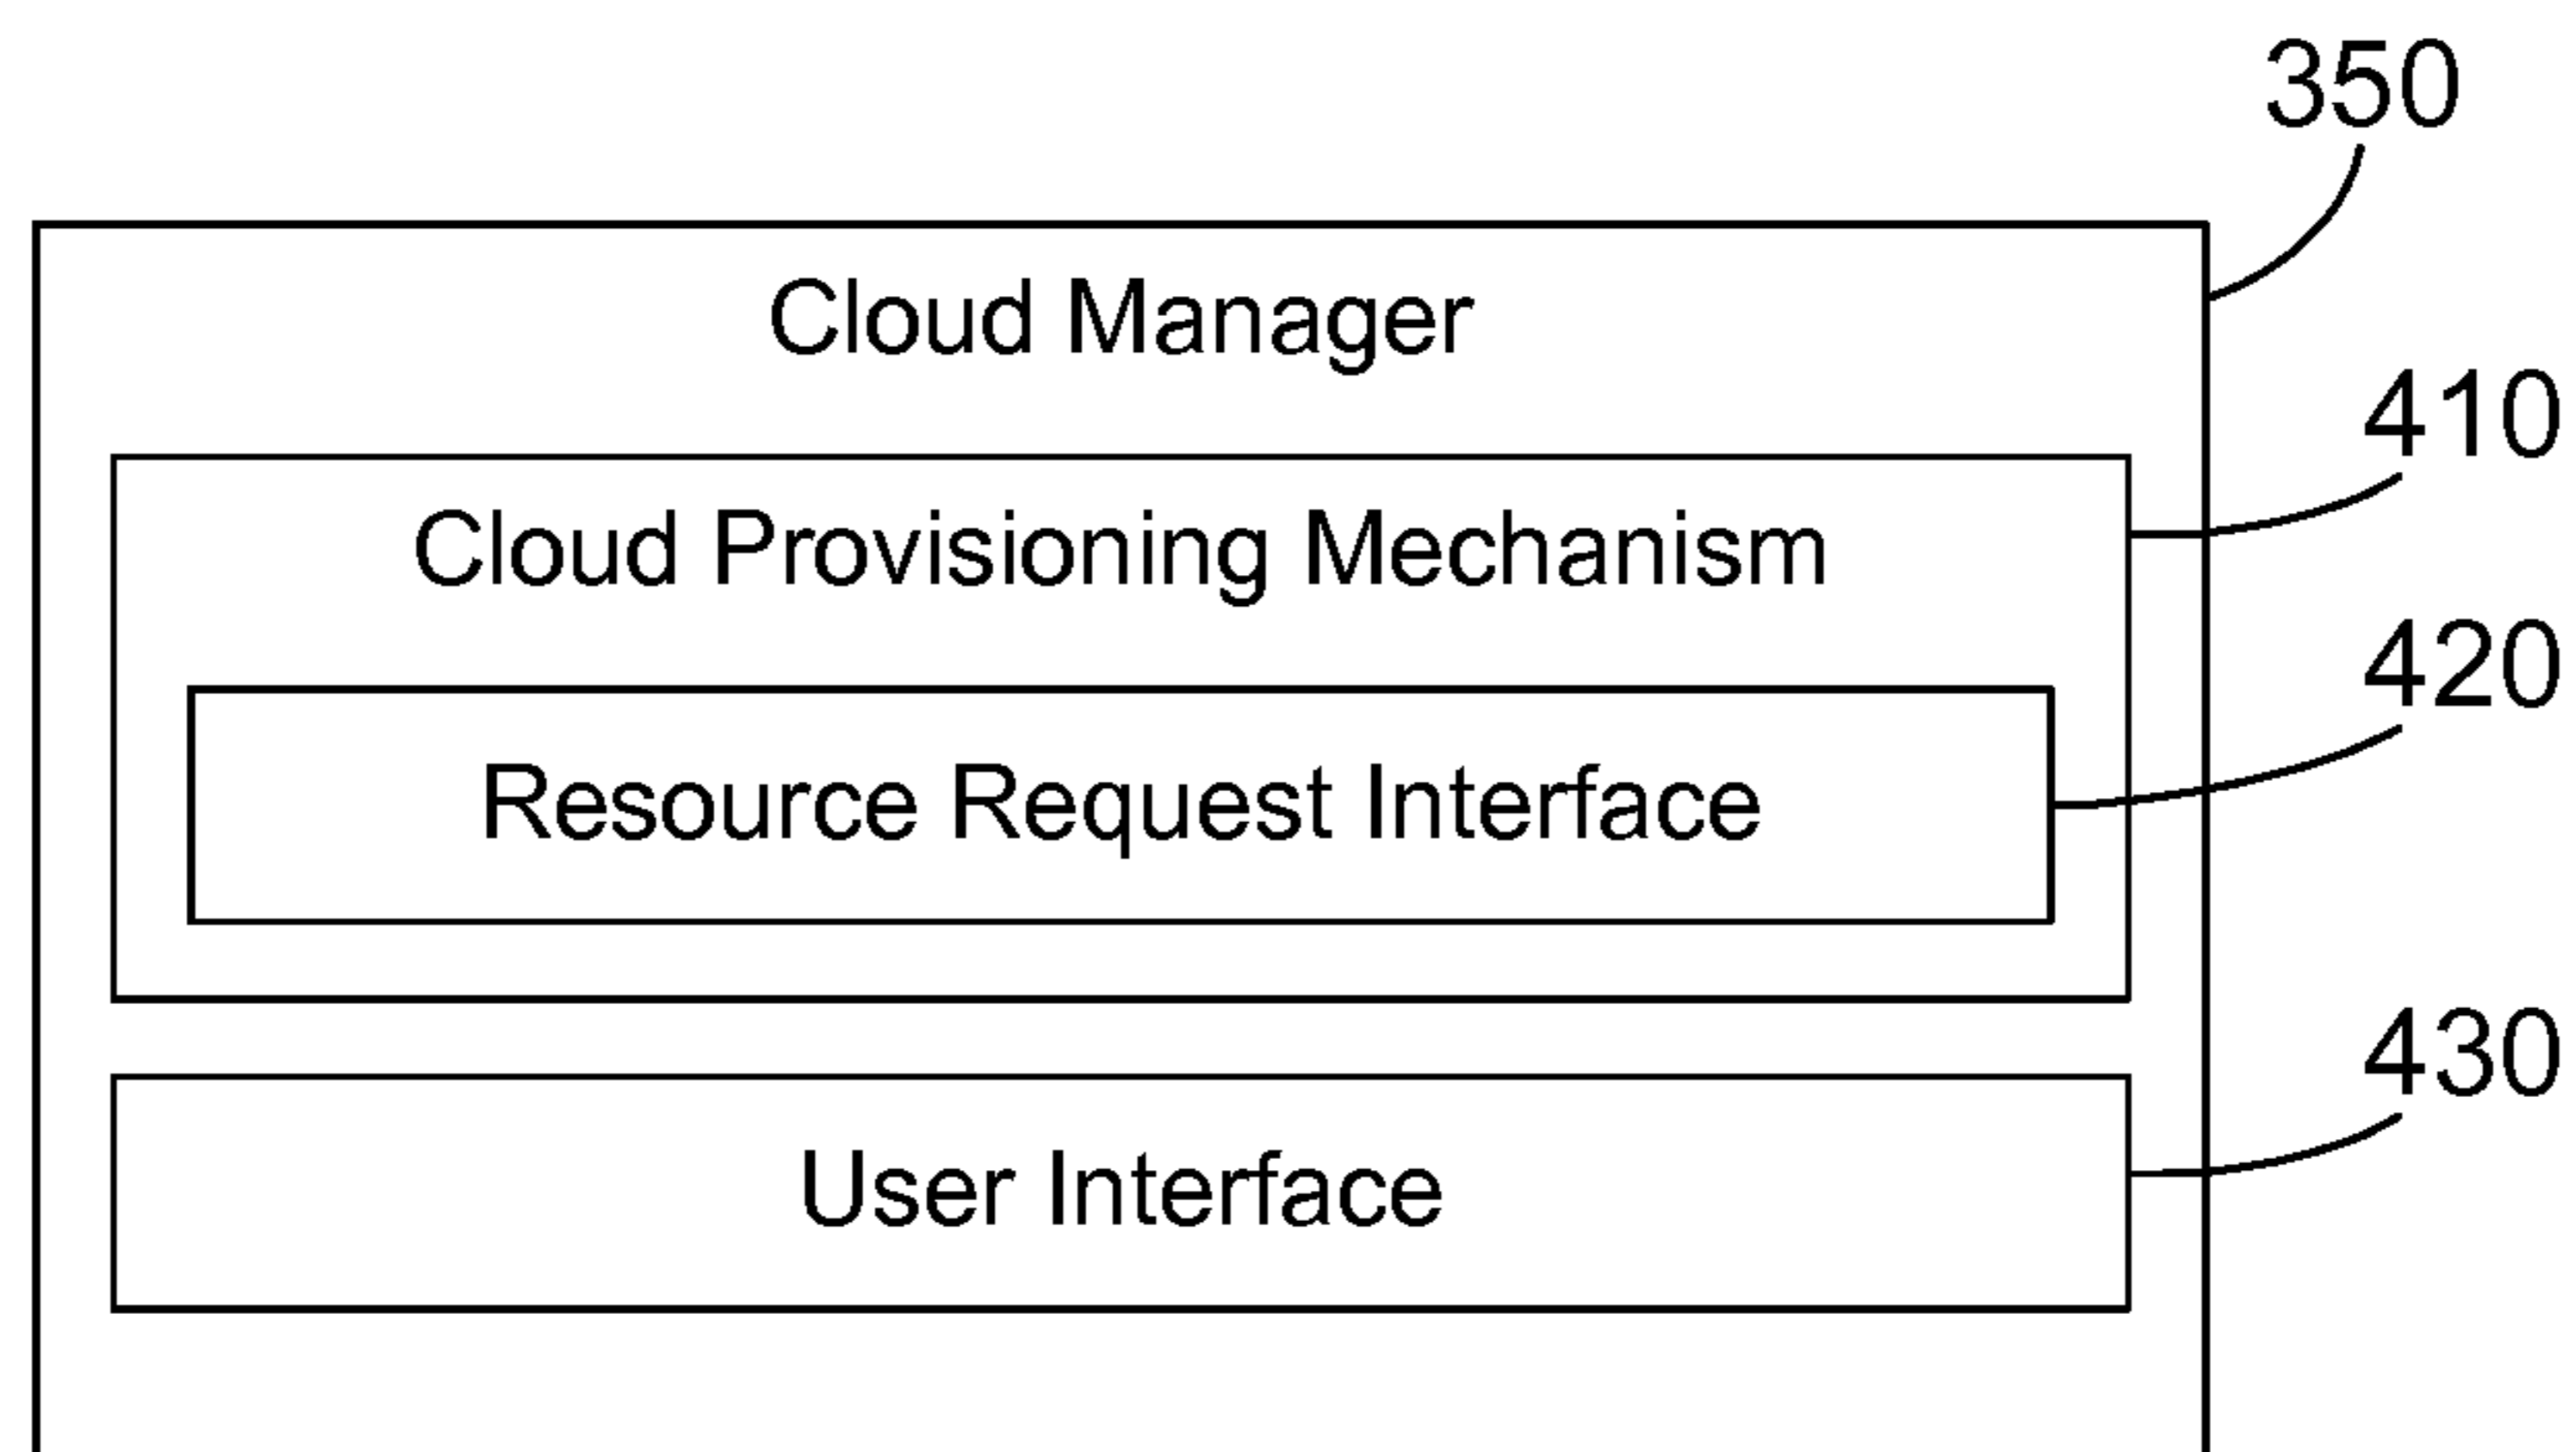 350
Cloud Manager
410
Cloud Provisioning Mechanism
420
Resource Request Interface
430
User Interface